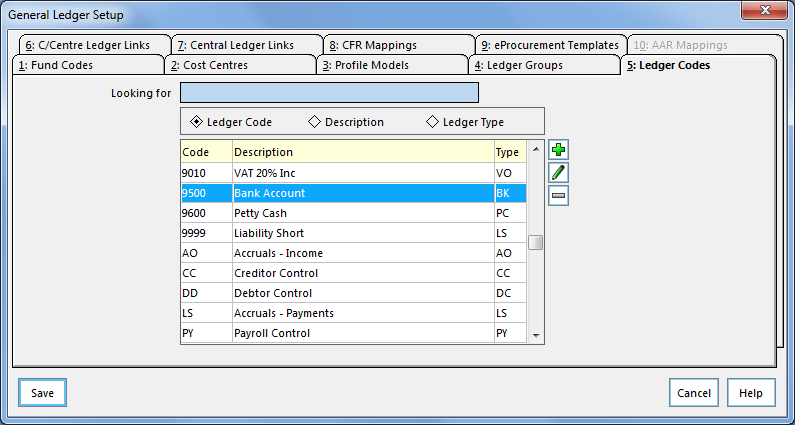 General Ledger Setup
6: C/Centre Ledger Links 7: Central Ledger Links 8: CFR Mappings 9: eProcurement Templates 10: AAR Mappings
1: Fund Codes 2: Cost Centres 3: Profile Models 4: Ledger Groups 5: Ledger Codes
Looking for
Ledger Code Description Ledger Type
Code Description Type
9010 VAT 20% Inc VO
9500 Bank Account BK
9600 Petty Cash PC
9999 Liability Short LS
AO Accruals - Income AO
CC Creditor Control CC
DD Debtor Control DC
LS Accruals - Payments LS
PY Payroll Control PY
Save Cancel Help